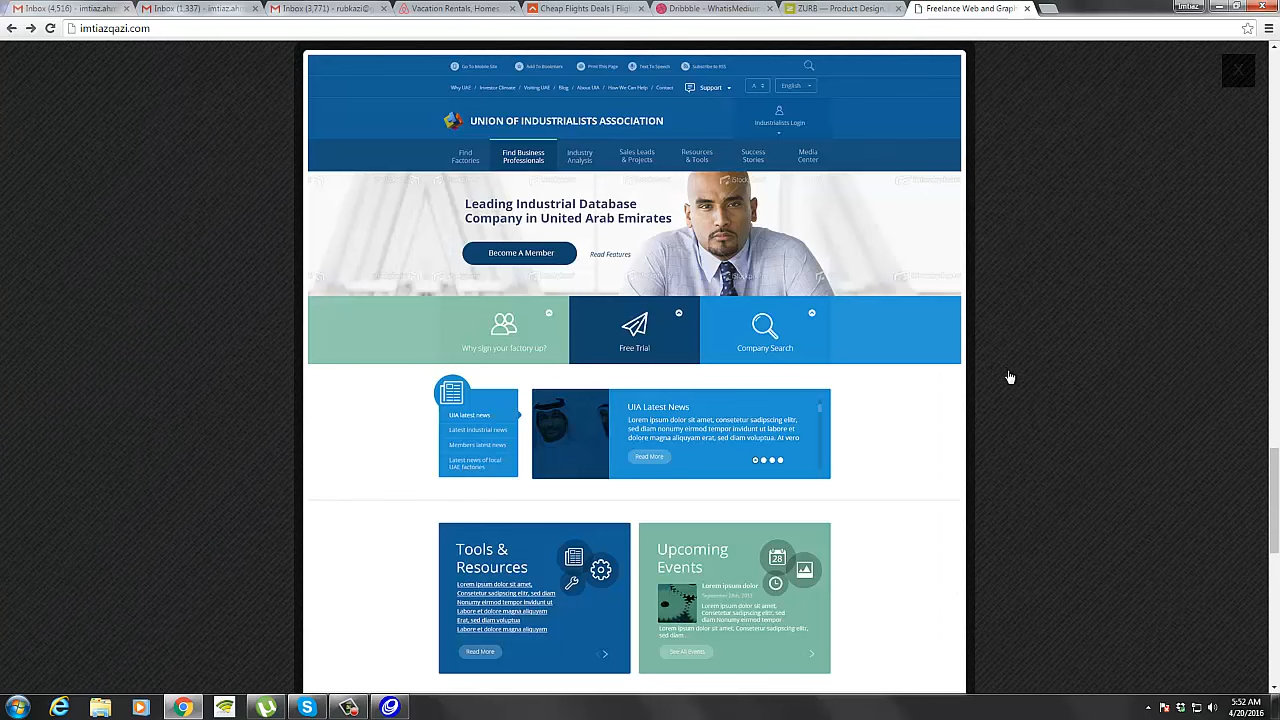 Imtiaz
Inbox (4,516) - imtiazahm
Inbox (1,337) - imtiazahr
Inbox (3,771) - rubkazi@g
Vacation Rentals, Homes,
Cheap Flights Deals | Flig
Dribbble - WhatisMedium
ZURB — Product Design,
Freelance Web and Graph
imtiazqazi.com
Go To Mobile Site
Add To Bookmark
Print This Page
Text To Speech
Subscribe to RSS
Why UAE / Investor Climate / Visiting UAE / Blog / About UIA / How We Can Help / Contact
Support
A
English
UNION OF INDUSTRIALISTS ASSOCIATION
Industrialists Login
Find
Factories
Find Business
Professionals
Industry
Analysis
Sales Leads
& Projects
Resources
& Tools
Success
Stories
Media
Center
Leading Industrial Database
Company in United Arab Emirates
Become A Member
Read Features
Why sign your factory up?
Free Trial
Company Search
UIA latest news
Latest industrial news
Members latest news
Latest news of local
UAE factories
UIA Latest News
Lorem ipsum dolor sit amet, consetetur sadipscing elitr,
sed diam nonumy eirmod tempor invidunt ut labore et
dolore magna aliquyam erat, sed diam voluptua. At vero
Read More
Tools &
Resources
Lorem ipsum dolor sit amet,
Consetetur sadipscing elitr, sed diam
Nonumy eirmod tempor invidunt ut
Labore et dolore magna aliquyam
Erat, sed diam voluptua
Labore et dolore magna aliquyam
Read More
Upcoming
Events
28
Lorem ipsum dolor
Lorem ipsum dolor sit amet,
Consetetur sadipscing elitr, sed
diam Nonumy eirmod tempor
Lorem ipsum dolor sit amet, sadipscing elitr,
sed diam
See All Events
5:52 AM
4/20/2016